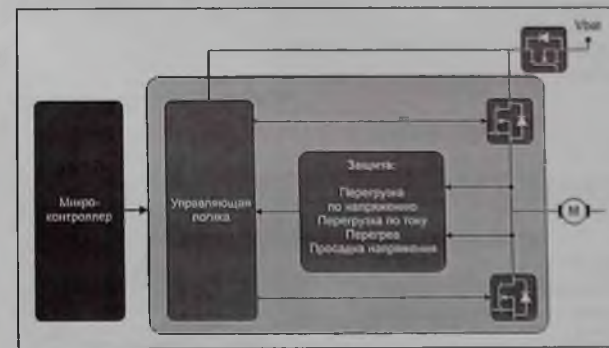 Vbat
Микро-
контроллер
Управляющая
логика
Защита:
Перегрузка
по напряжению
Перегрузка по току
Перегрев
Просадка напряжения
M